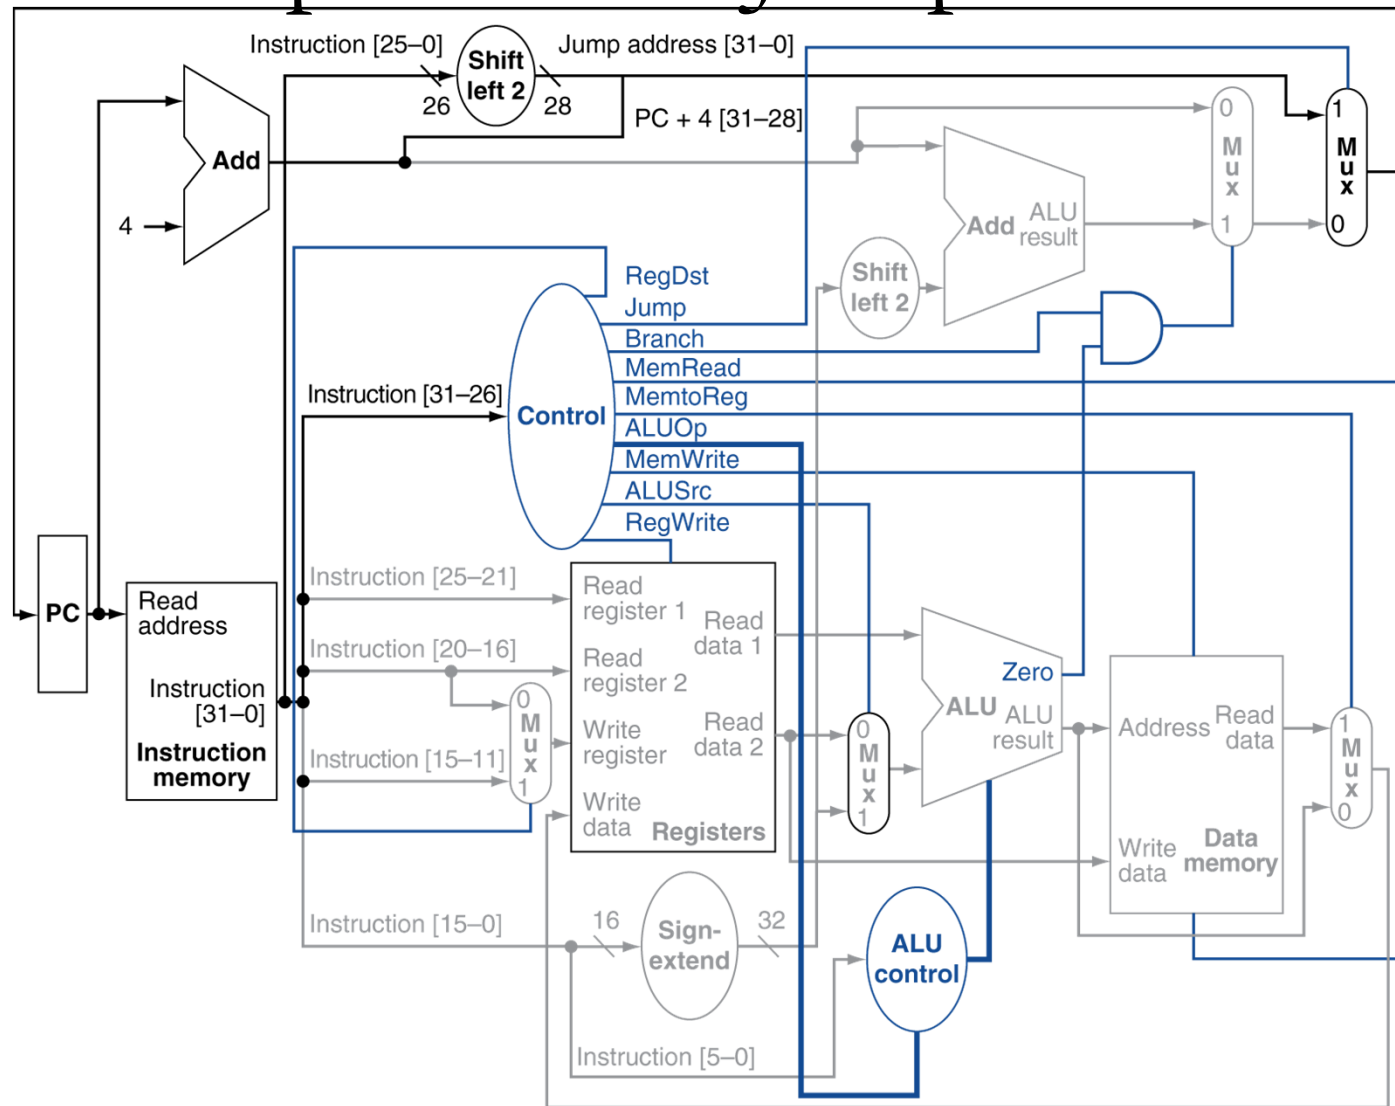 Instruction [25–0]
Shift
left 2
Jump address [31–0]
26
28
PC + 4 [31–28]
Add
4
0
M
u
x
1
1
M
u
x
0
Add
ALU
result
Shift
left 2
RegDst
Jump
Branch
MemRead
MemtoReg
ALUOp
MemWrite
ALUSrc
RegWrite
Instruction [31–26]
Control
PC
Read
address
Instruction
[31–0]
Instruction
memory
Instruction [25–21]
Instruction [20–16]
Instruction [15–11]
0
M
u
x
1
Read
register 1
Read
register 2
Write
register
Write
data
Read
data 1
Read
data 2
Registers
0
M
u
x
1
Zero
ALU
ALU
result
Address
Read
data
Write
data
Data
memory
1
M
u
x
0
Instruction [15–0]
16
Sign-
extend
32
ALU
control
Instruction [5–0]